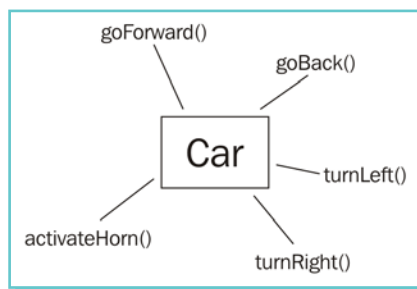 goForward()
goBack()
Car
turnLeft()
activateHorn()
turnRight()